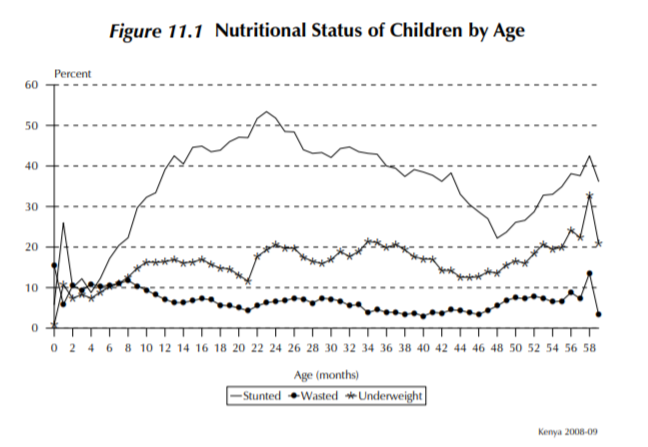 Figure 11.1 Nutritional Status of Children by Age
Percent
60
50
40
30
20
10
0
0 2 4 6 8 10 12 14 16 18 20 22 24 26 28 30 32 34 36 38 40 42 44 46 48 50 52 54 56 58
Age (months)
Stunted Wasted Underweight
Kenya 2008-09